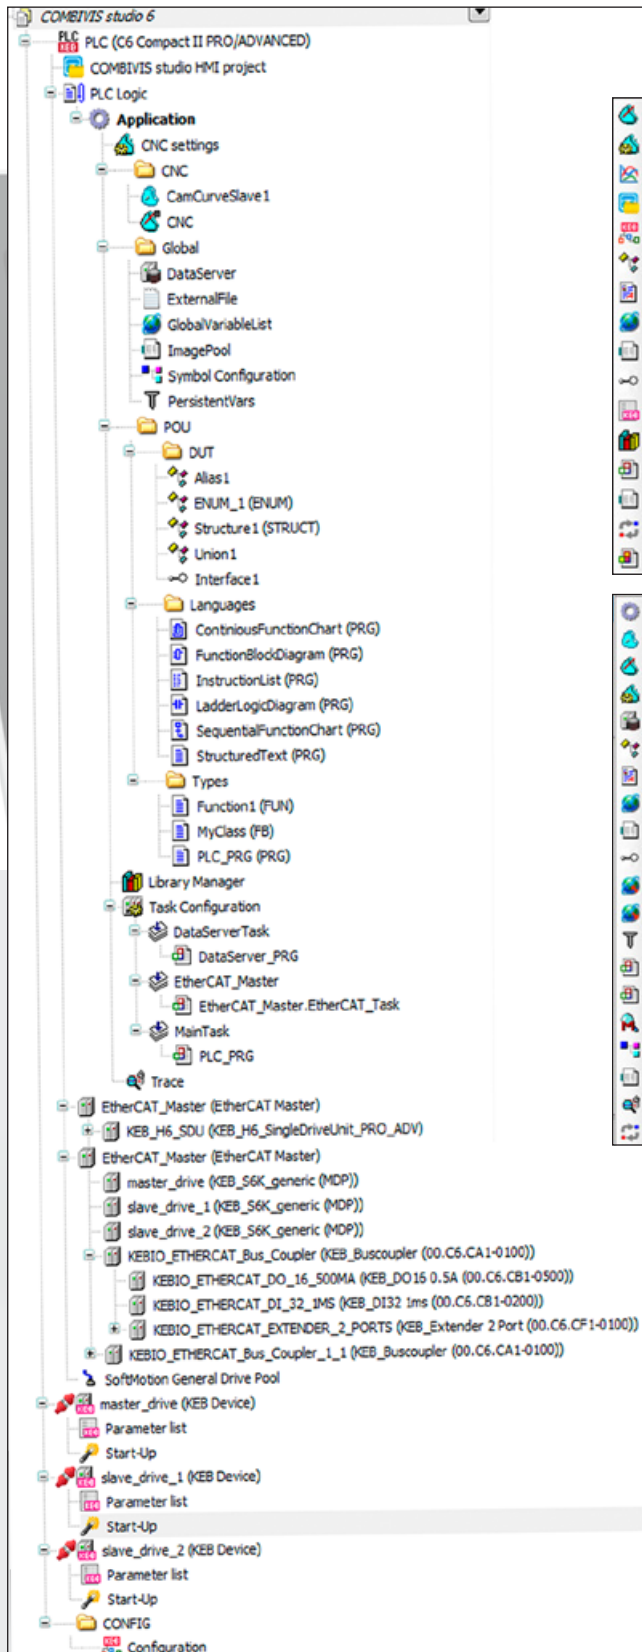 COMBIVIS studio 6
PLC (C6 Compact II PRO/ADVANCED)
COMBIVIS studio HMI project
PLC Logic
Application
CNC settings
CNC
CamCurveSlave1
CNC
Global
DataServer
ExternalFile
GlobalVariableList
ImagePool
Symbol Configuration
PersistentVars
POU
DUT
Alias1
ENUM_1 (ENUM)
Structure1 (STRUCT)
Union1
Interface1
Languages
ContiniousFunctionChart (PRG)
FunctionBlockDiagram (PRG)
InstructionList (PRG)
LadderLogicDiagram (PRG)
SequentialFunctionChart (PRG)
StructuredText (PRG)
Types
Function1 (FUN)
MyClass (FB)
PLC_PRG (PRG)
Library Manager
Task Configuration
DataServerTask
DataServer_PRG
EtherCAT_Master
EtherCAT_Master.EtherCAT_Task
MainTask
PLC_PRG
Trace
EtherCAT_Master (EtherCAT Master)
KEB_H6_SDU (KEB_H6_SingleDriveUnit_PRO_ADV)
EtherCAT_Master (EtherCAT Master)
master_drive (KEB_S6K_generic (MDP))
slave_drive_1 (KEB_S6K_generic (MDP))
slave_drive_2 (KEB_S6K_generic (MDP))
KEBIO_ETHERCAT_Bus_Coupler (KEB_Buscoupler (00.C6.CA1-0100))
KEBIO_ETHERCAT_DO_16_500MA (KEB_DO16 0.5A (00.C6.CB1-0500))
KEBIO_ETHERCAT_DI_32_1MS (KEB_DI32 1ms (00.C6.CB1-0200))
KEBIO_ETHERCAT_EXTENDER_2_PORTS (KEB_Extender 2 Port (00.C6.CF1-0100))
KEBIO_ETHERCAT_Bus_Coupler_1_1 (KEB_Buscoupler (00.C6.CA1-0100))
SoftMotion General Drive Pool
master_drive (KEB Device)
Parameter list
Start-Up
slave_drive_1 (KEB Device)
Parameter list
Start-Up
slave_drive_2 (KEB Device)
Parameter list
Start-Up
CONFIG
Configuration